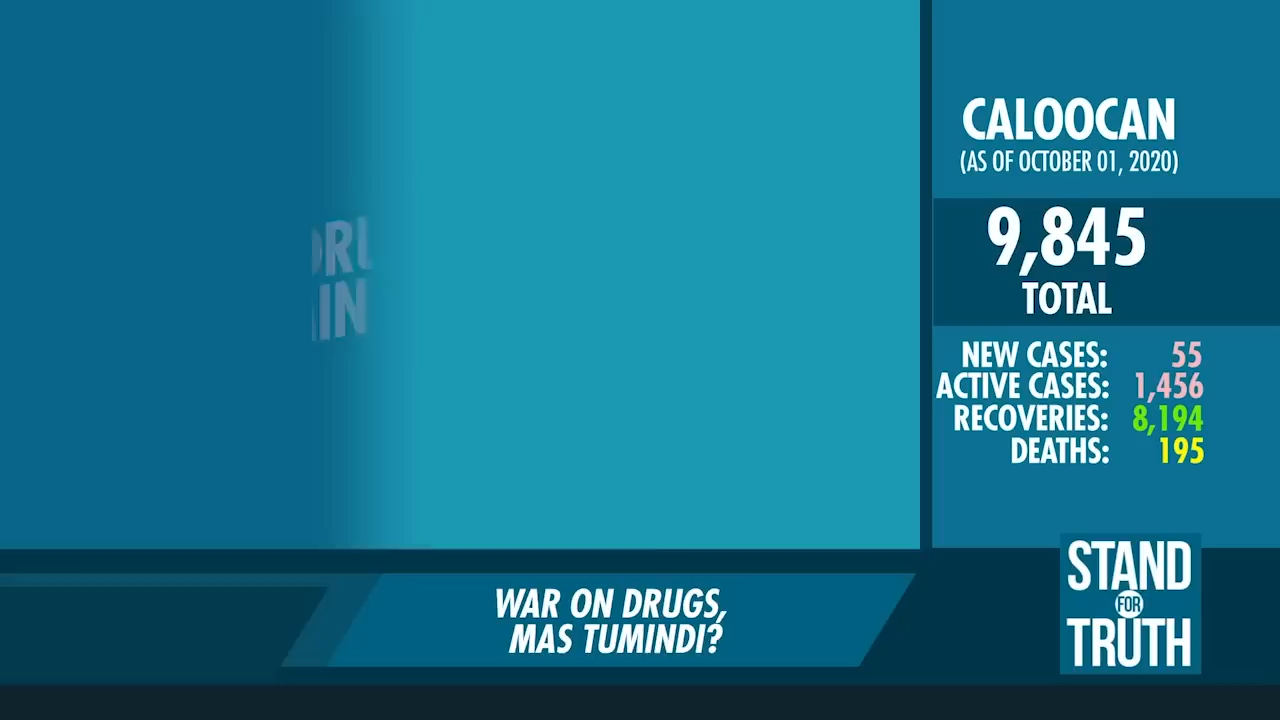 CALOOCAN
(AS OF OCTOBER 01, 2020)
9,845
TOTAL
NEW CASES: 55
ACTIVE CASES: 1,456
RECOVERIES: 8,194
DEATHS: 195
WAR ON DRUGS,
MAS TUMINDI?
STAND
FOR
TRUTH